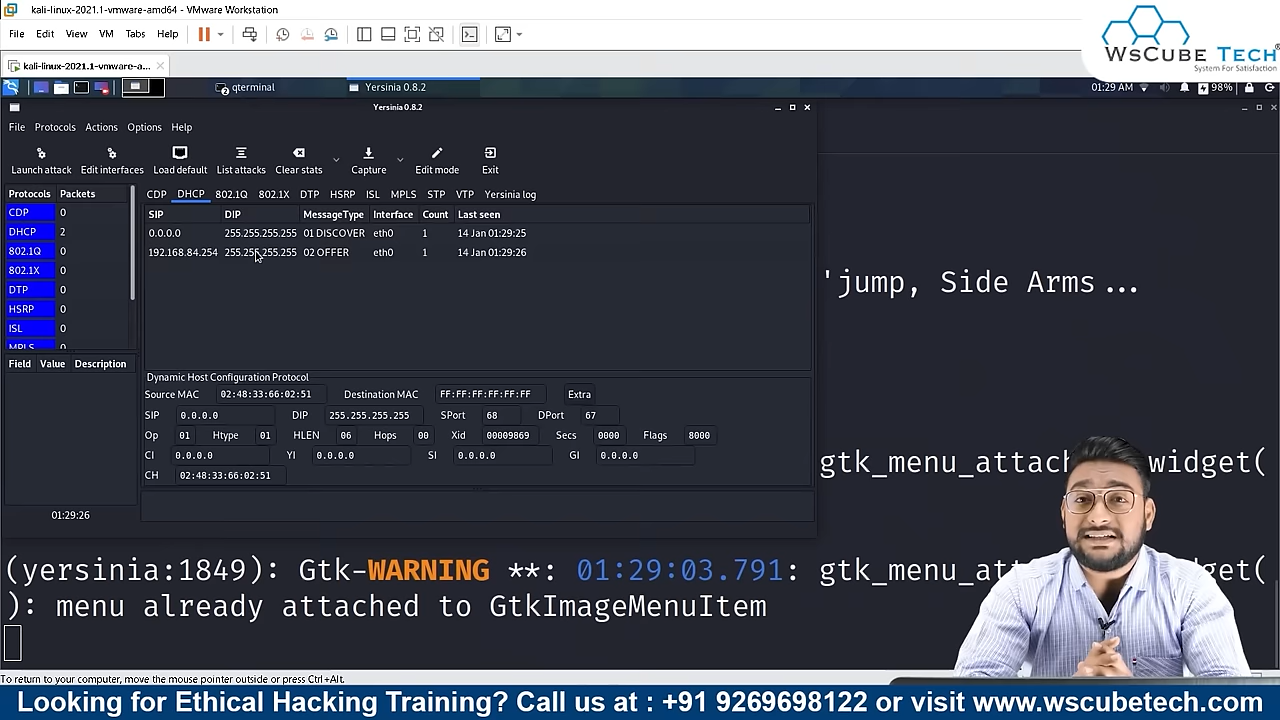 kali-linux-2021.1-vmware-amd64 - VMware Workstation
File Edit View VM Tabs Help
WsCube Tech
System For Satisfaction
kali-linux-2021.1-vmware-a...
qterminal
Yersinia 0.8.2
01:29 AM
98%
Yersinia 0.8.2
File Protocols Actions Options Help
Launch attack Edit interfaces Load default List attacks Clear stats Capture Edit mode Exit
Protocols Packets
CDP DHCP 802.1Q 802.1X DTP HSRP ISL MPLS STP VTP Yersinia log
CDP 0
DHCP 2
802.1Q 0
802.1X 0
DTP 0
HSRP 0
ISL 0
MPLS 0
SIP DIP MessageType Interface Count Last seen
0.0.0.0 255.255.255.255 01 DISCOVER eth0 1 14 Jan 01:29:25
192.168.84.254 255.255.255.255 02 OFFER eth0 1 14 Jan 01:29:26
Field Value Description
Dynamic Host Configuration Protocol
Source MAC 02:48:33:66:02:51 Destination MAC FF:FF:FF:FF:FF:FF Extra
SIP 0.0.0.0 DIP 255.255.255.255 SPort 68 DPort 67
Op 01 Htype 01 HLEN 06 Hops 00 Xid 00009869 Secs 0000 Flags 8000
CI 0.0.0.0 YI 0.0.0.0 SI 0.0.0.0 GI 0.0.0.0
CH 02:48:33:66:02:51
01:29:26
'jump, Side Arms...
gtk_menu_attach widget(
(yersinia:1849): Gtk-WARNING **: 01:29:03.791: gtk_menu_att get(
): menu already attached to GtkImageMenuItem
To return to your computer, move the mouse pointer outside or press Ctrl+Alt.
Looking for Ethical Hacking Training? Call us at : +91 9269698122 or visit www.wscubetech.com